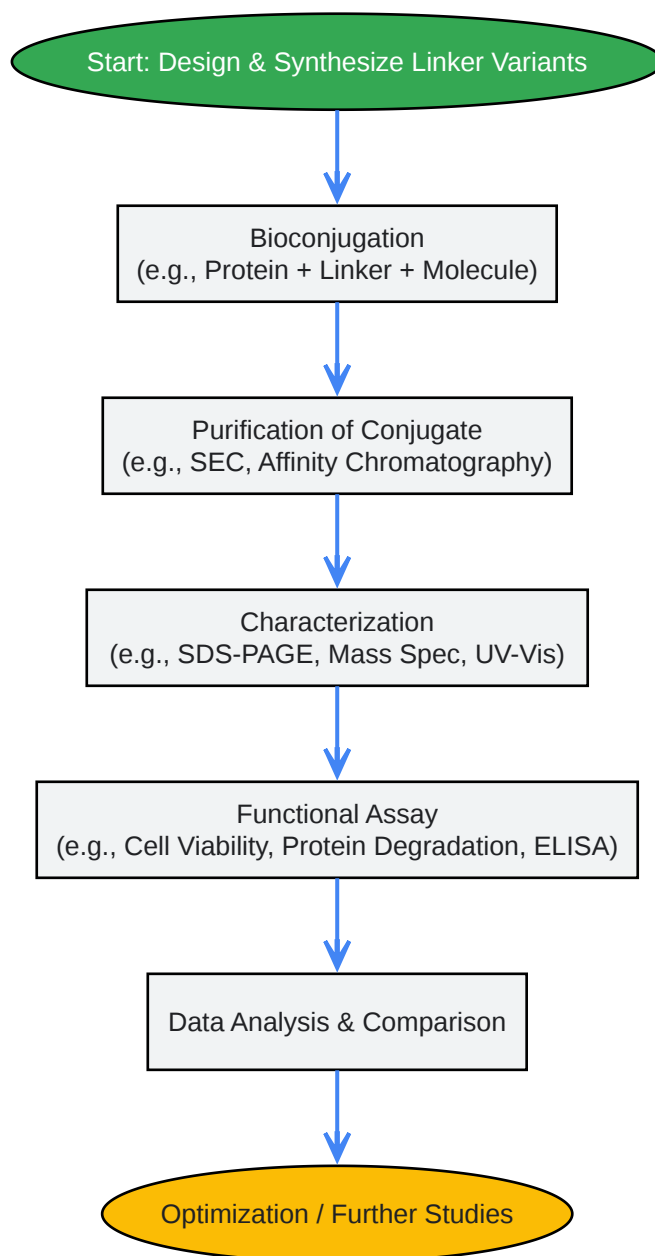 Start: Design & Synthesize Linker Variants
Bioconjugation
(e.g., Protein + Linker + Molecule)
Purification of Conjugate
(e.g., SEC, Affinity Chromatography)
Characterization
(e.g., SDS-PAGE, Mass Spec, UV-Vis)
Functional Assay
(e.g., Cell Viability, Protein Degradation, ELISA)
Data Analysis & Comparison
Optimization / Further Studies